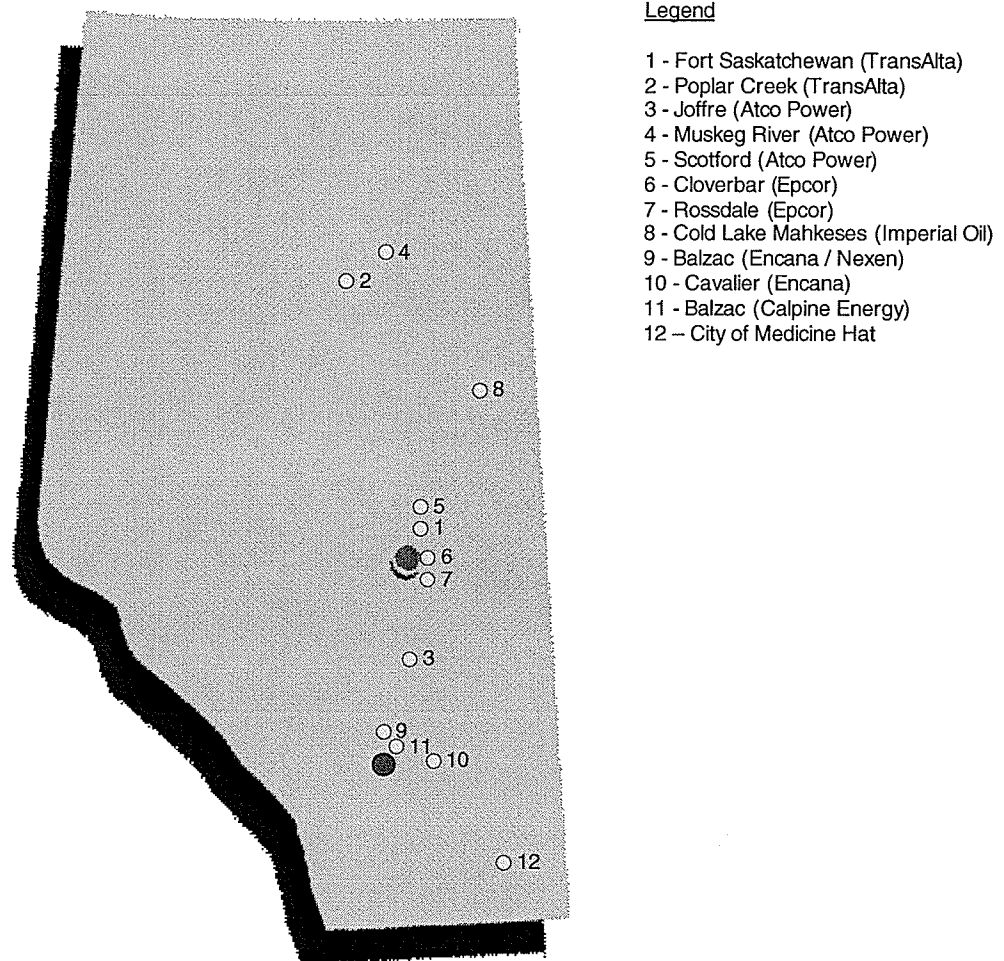 Legend
1 - Fort Saskatchewan (TransAlta)
2 - Poplar Creek (TransAlta)
3 - Joffre (Atco Power)
4 - Muskeg River (Atco Power)
5 - Scotford (Atco Power)
6 - Cloverbar (Epcor)
7 - Rossdale (Epcor)
8 - Cold Lake Mahkeses (Imperial Oil)
9 - Balzac (Encana / Nexen)
10 - Cavalier (Encana)
11 - Balzac (Calpine Energy)
12 – City of Medicine Hat
4
2
8
5
1
6
7
3
9
11
10
12